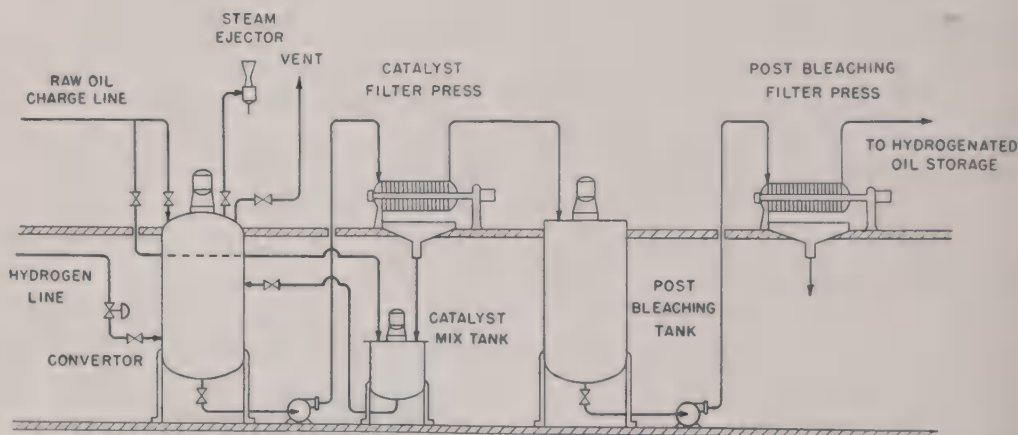 STEAM
EJECTOR
VENT
RAW OIL
CHARGE LINE
CATALYST
FILTER PRESS
POST BLEACHING
FILTER PRESS
TO HYDROGENATED
OIL STORAGE
HYDROGEN
LINE
CONVERTOR
CATALYST
MIX TANK
POST
BLEACHING
TANK